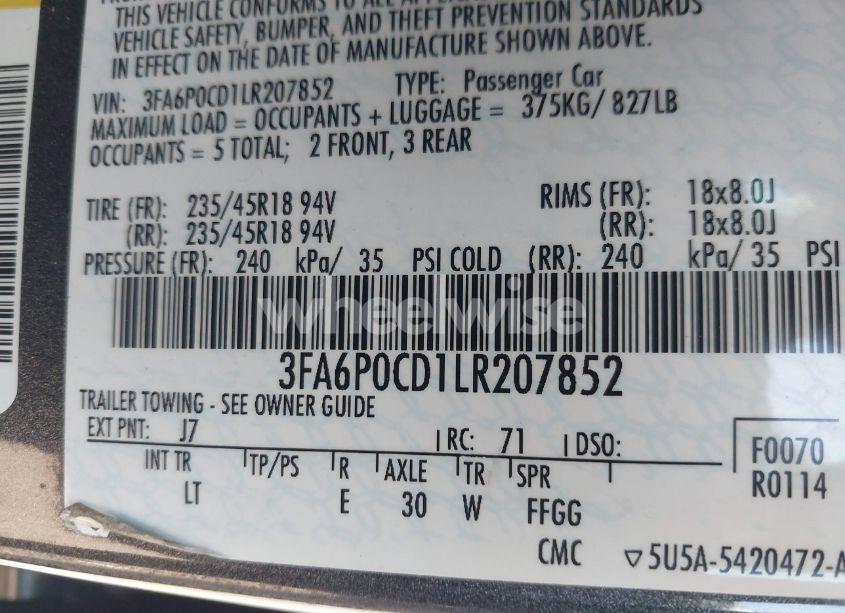 THIS VEHICLE CONFORMS TO ALL
VEHICLE SAFETY, BUMPER, AND THEFT PREVENTION STANDARDS
IN EFFECT ON THE DATE OF MANUFACTURE SHOWN ABOVE.
VIN: 3FA6P0CD1LR207852 TYPE: Passenger Car
MAXIMUM LOAD = OCCUPANTS + LUGGAGE = 375KG/ 827LB
OCCUPANTS = 5 TOTAL; 2 FRONT, 3 REAR
TIRE (FR): 235/45R18 94V RIMS (FR): 18x8.0J
(RR): 235/45R18 94V (RR): 18x8.0J
PRESSURE (FR): 240 kPa/ 35 PSI COLD (RR): 240 kPa/ 35 PSI
wheelwise
3FA6P0CD1LR207852
TRAILER TOWING - SEE OWNER GUIDE
EXT PNT: J7 RC: 71 DSO:
INT TR TP/PS R AXLE TR SPR
LT E 30 W FFGG
F0070
R0114
CMC ▽5U5A-5420472-A